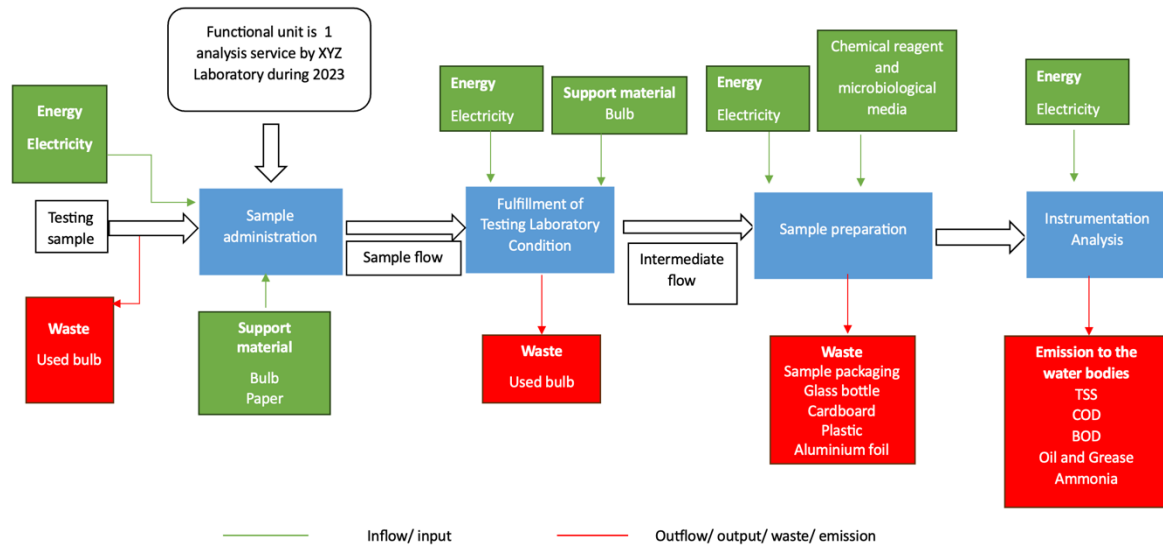 Functional unit is 1
analysis service by XYZ
Laboratory during 2023
Energy
Electricity
Testing
sample
Waste
Used bulb
Sample
administration
Support
material
Bulb
Paper
Sample flow
Energy
Electricity
Support material
Bulb
Fulfillment of
Testing Laboratory
Condition
Waste
Used bulb
Intermediate
flow
Energy
Electricity
Chemical reagent
and
microbiological
media
Sample preparation
Waste
Sample packaging
Glass bottle
Cardboard
Plastic
Aluminium foil
Energy
Electricity
Instrumentation
Analysis
Emission to the
water bodies
TSS
COD
BOD
Oil and Grease
Ammonia
Inflow/ input
Outflow/ output/ waste/ emission